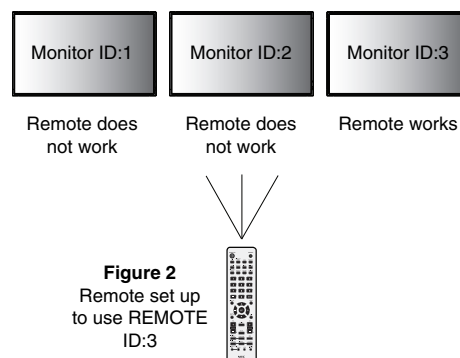 Monitor ID:1
Monitor ID:2
Monitor ID:3
Remote does
not work
Remote does
not work
Remote works
Figure 2
Remote set up
to use REMOTE
ID:3